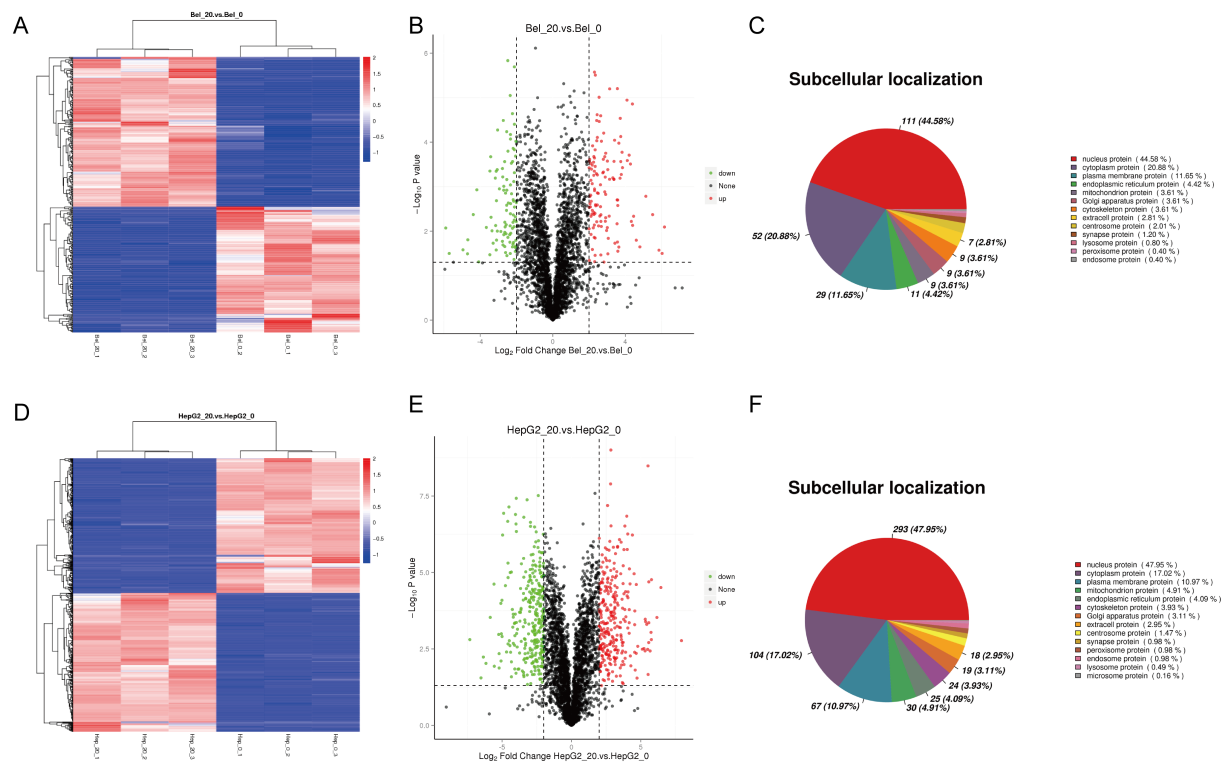 A
Bel_20.vs.Bel_0
2
1
0
−1
Bel_20_1
Bel_20_2
Bel_20_3
Bel_0_2
Bel_0_1
Bel_0_3
B
Bel_20.vs.Bel_0
6
4
2
0
− Log10 P value
-4
0
4
Log2 Fold Change Bel_20.vs.Bel_0
down
None
up
C
Subcellular localization
111 (44.58%)
52 (20.88%)
29 (11.65%)
11 (4.42%)
9 (3.61%)
9 (3.61%)
9 (3.61%)
7 (2.81%)
nucleus protein ( 44.58 % )
cytoplasm protein ( 20.88 % )
plasma membrane protein ( 11.65 % )
endoplasmic reticulum protein ( 4.42 % )
mitochondrion protein ( 3.61 % )
Golgi apparatus protein ( 3.61 % )
cytoskeleton protein ( 3.61 % )
extracell protein ( 2.81 % )
centrosome protein ( 2.01 % )
synapse protein ( 1.20 % )
lysosome protein ( 0.80 % )
peroxisome protein ( 0.40 % )
endosome protein ( 0.40 % )
D
HepG2_20.vs.HepG2_0
2
1.5
1
0.5
0
−0.5
−1
Hep_20_1
Hep_20_2
Hep_20_3
Hep_0_1
Hep_0_2
Hep_0_3
E
HepG2_20.vs.HepG2_0
7.5
5.0
2.5
0.0
− Log10 P value
-5.0
-2.5
0.0
2.5
5.0
Log2 Fold Change HepG2_20.vs.HepG2_0
down
None
up
F
Subcellular localization
293 (47.95%)
104 (17.02%)
67 (10.97%)
30 (4.91%)
25 (4.09%)
24 (3.93%)
19 (3.11%)
18 (2.95%)
nucleus protein ( 47.95 % )
cytoplasm protein ( 17.02 % )
plasma membrane protein ( 10.97 % )
mitochondrion protein ( 4.91 % )
endoplasmic reticulum protein ( 4.09 % )
cytoskeleton protein ( 3.93 % )
Golgi apparatus protein ( 3.11 % )
extracell protein ( 2.95 % )
centrosome protein ( 1.47 % )
synapse protein ( 0.98 % )
peroxisome protein ( 0.98 % )
endosome protein ( 0.98 % )
lysosome protein ( 0.49 % )
microsome protein ( 0.16 % )